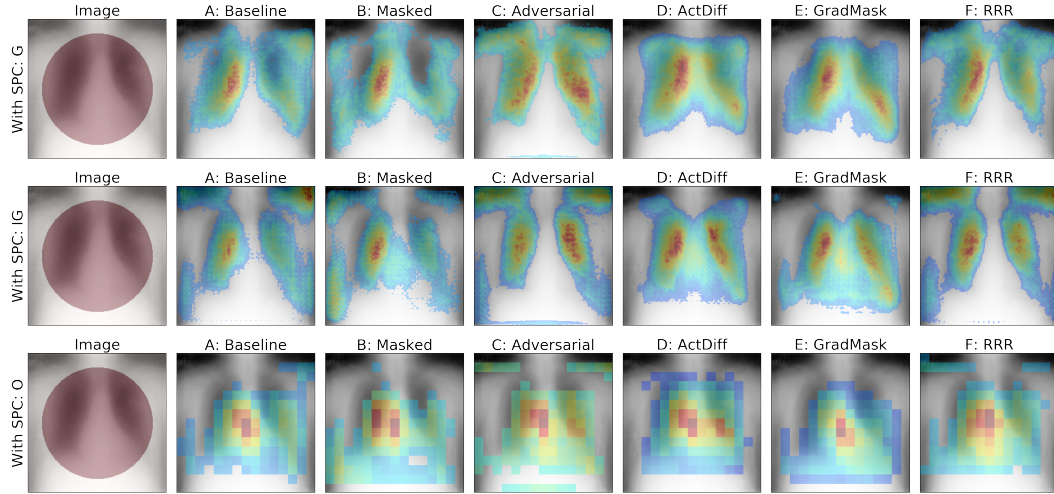 Image A: Baseline B: Masked C: Adversarial D: ActDiff E: GradMask F: RRR
With SPC: G
Image A: Baseline B: Masked C: Adversarial D: ActDiff E: GradMask F: RRR
With SPC: IG
Image A: Baseline B: Masked C: Adversarial D: ActDiff E: GradMask F: RRR
With SPC: O